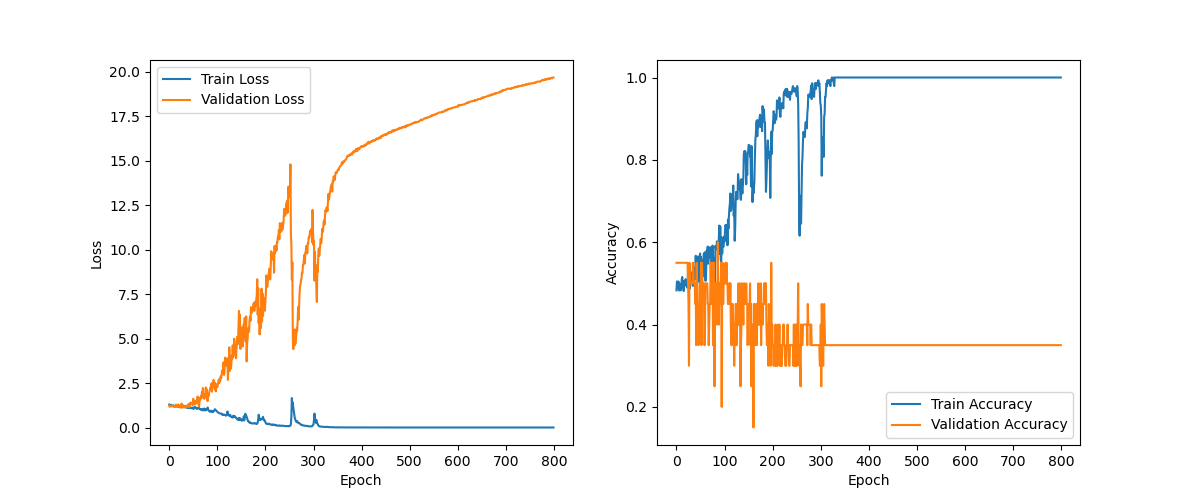 Train Loss
Validation Loss
20.0
17.5
15.0
12.5
10.0
7.5
5.0
2.5
0.0
Loss
0 100 200 300 400 500 600 700 800
Epoch
1.0
0.8
0.6
0.4
0.2
Accuracy
Train Accuracy
Validation Accuracy
0 100 200 300 400 500 600 700 800
Epoch